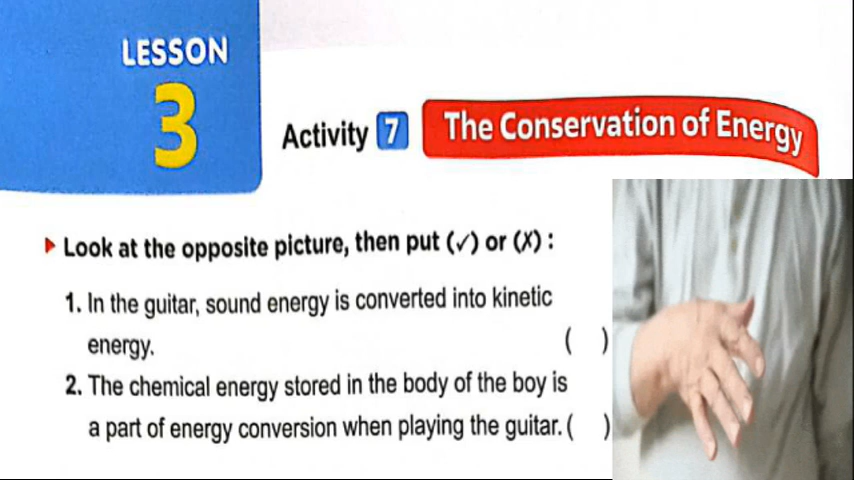 LESSON
3
Activity 7 The Conservation of Energy
▶ Look at the opposite picture, then put (✓) or (✗) :
1. In the guitar, sound energy is converted into kinetic
energy. ( )
2. The chemical energy stored in the body of the boy is
a part of energy conversion when playing the guitar. ( )